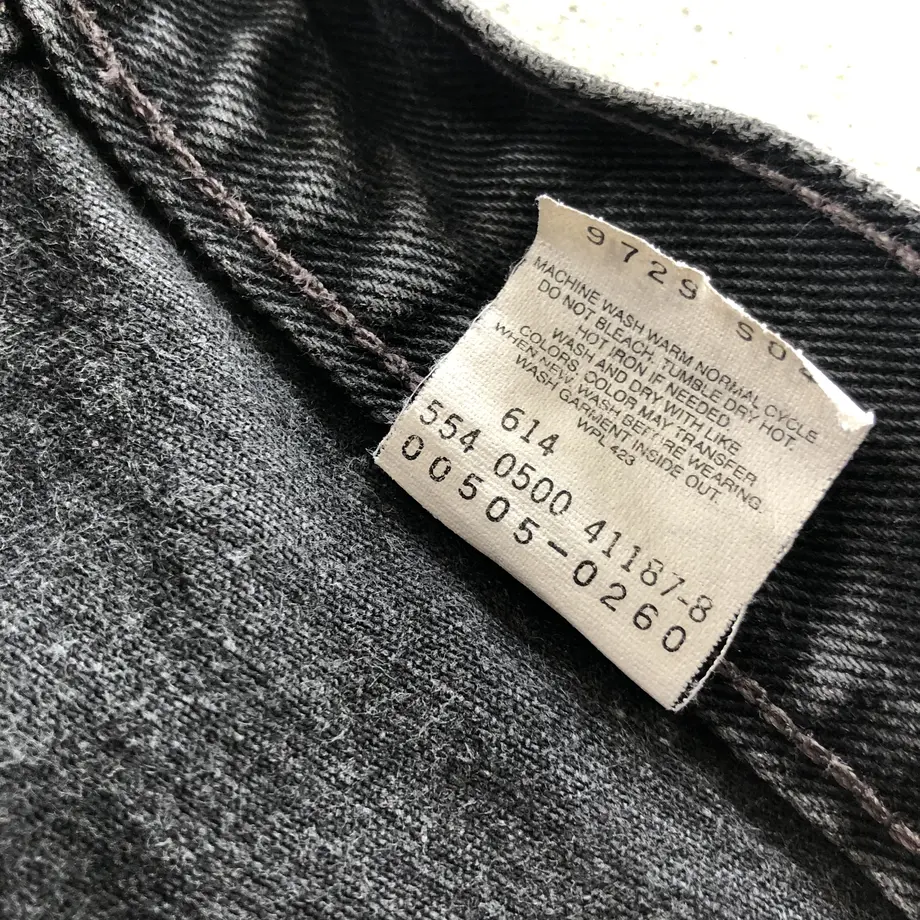 9729 S0
MACHINE WASH WARM NORMAL CYCLE
DO NOT BLEACH, TUMBLE DRY HOT.
HOT IRON IF NEEDED.
WASH AND DRY WITH LIKE
COLORS. COLOR MAY TRANSFER
WHEN NEW. WASH BEFORE WEARING.
WASH GARMENT INSIDE OUT.
WPL 423
614
554 0500 41187-8
00505-0260